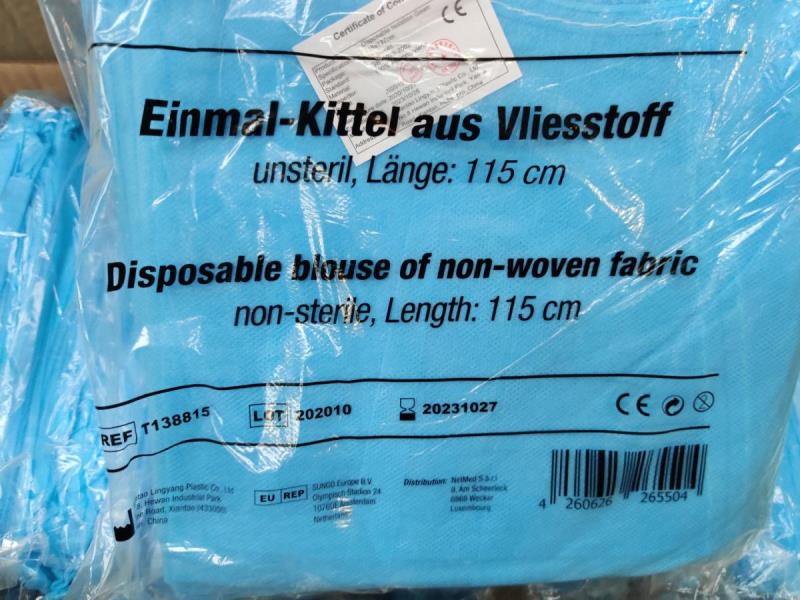 Certificate of
CE
Einmal-Kittel aus Vliesstoff
unsteril, Länge: 115 cm
Disposable blouse of non-woven fabric
non-sterile, Length: 115 cm
REF T138815
LOT 202010
20231027
CE
Lingyang Plastic Co., Ltd
Hewan Industrial Park
Road, Xiantao
China
EU REP
SUNGO Europe B.V.
Olympisch Stadion 24
Amsterdam
Netherlands
Distribution:
NetMed S.à.r.l
9, Am Scheerleck
6868 Wecker
Luxembourg
4 260626 265504